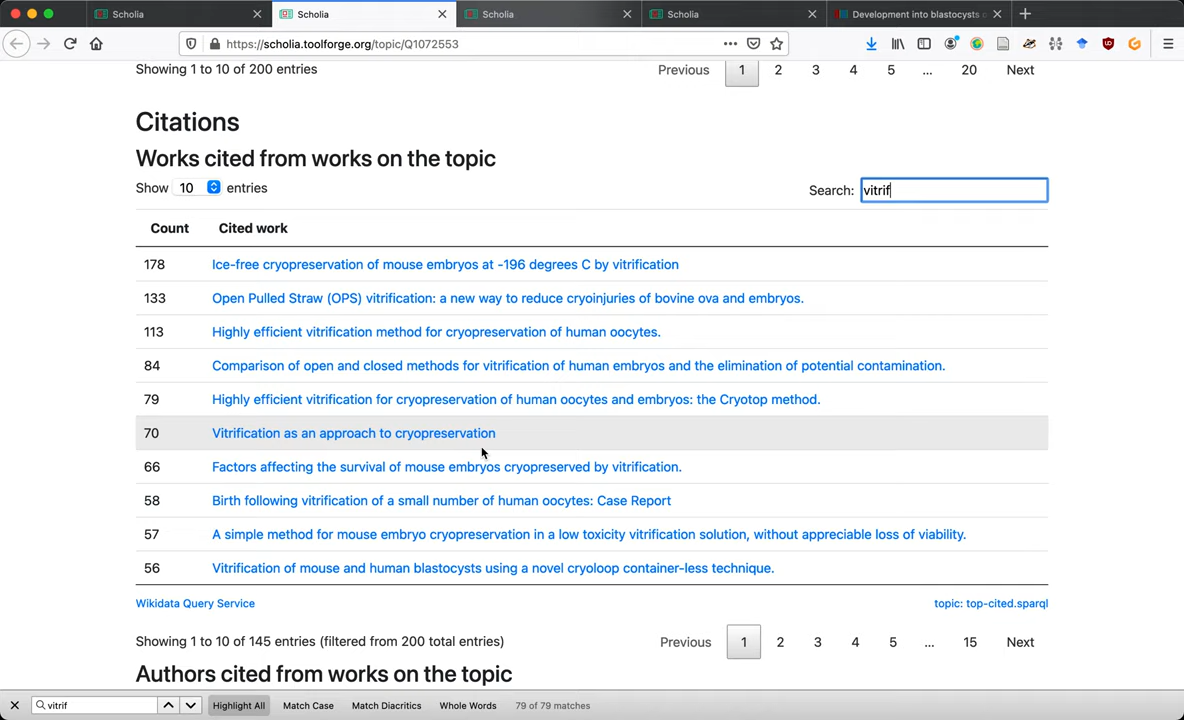 Scholia
Scholia
Scholia
Scholia
Development into blastocysts
https://scholia.toolforge.org/topic/Q1072553
Showing 1 to 10 of 200 entries
Previous 1 2 3 4 5 ... 20 Next
Citations
Works cited from works on the topic
Show 10 entries
Search: vitrif
Count Cited work
178 Ice-free cryopreservation of mouse embryos at -196 degrees C by vitrification
133 Open Pulled Straw (OPS) vitrification: a new way to reduce cryoinjuries of bovine ova and embryos.
113 Highly efficient vitrification method for cryopreservation of human oocytes.
84 Comparison of open and closed methods for vitrification of human embryos and the elimination of potential contamination.
79 Highly efficient vitrification for cryopreservation of human oocytes and embryos: the Cryotop method.
70 Vitrification as an approach to cryopreservation
66 Factors affecting the survival of mouse embryos cryopreserved by vitrification.
58 Birth following vitrification of a small number of human oocytes: Case Report
57 A simple method for mouse embryo cryopreservation in a low toxicity vitrification solution, without appreciable loss of viability.
56 Vitrification of mouse and human blastocysts using a novel cryoloop container-less technique.
Wikidata Query Service topic: top-cited.sparql
Showing 1 to 10 of 145 entries (filtered from 200 total entries)
Previous 1 2 3 4 5 ... 15 Next
Authors cited from works on the topic
vitrif Highlight All Match Case Match Diacritics Whole Words 79 of 79 matches